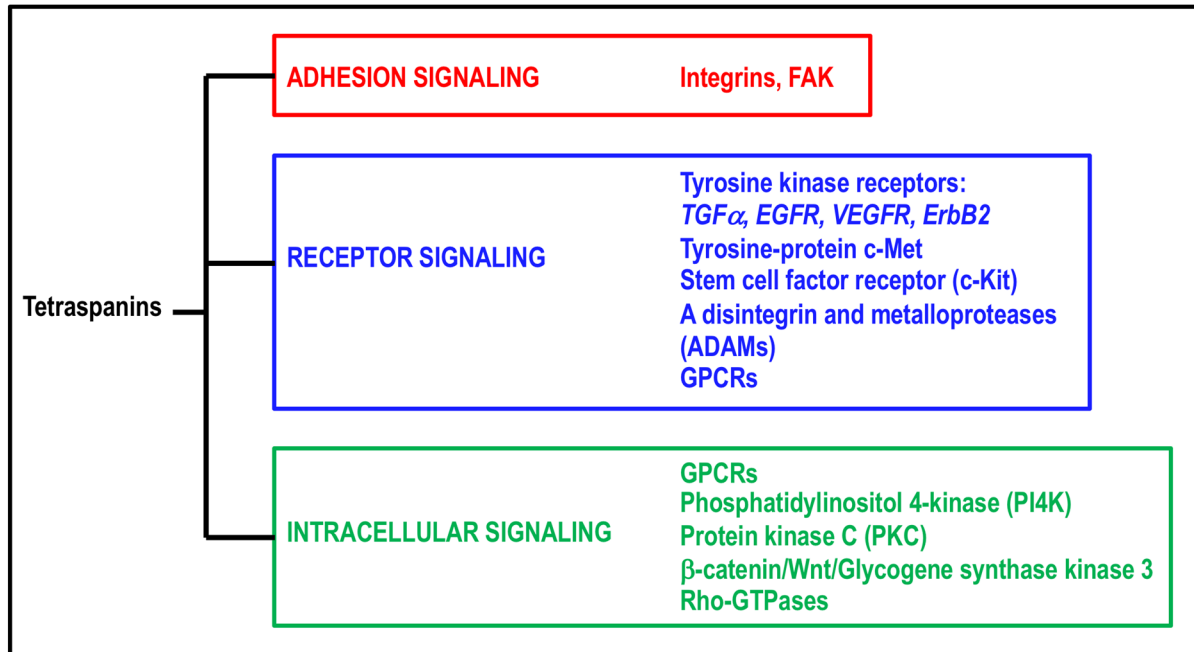 ADHESION SIGNALING
Integrins, FAK
Tetraspanins
RECEPTOR SIGNALING
Tyrosine kinase receptors:
TGFα, EGFR, VEGFR, ErbB2
Tyrosine-protein c-Met
Stem cell factor receptor (c-Kit)
A disintegrin and metalloproteases
(ADAMs)
GPCRs
INTRACELLULAR SIGNALING
GPCRs
Phosphatidylinositol 4-kinase (PI4K)
Protein kinase C (PKC)
β-catenin/Wnt/Glycogene synthase kinase 3
Rho-GTPases